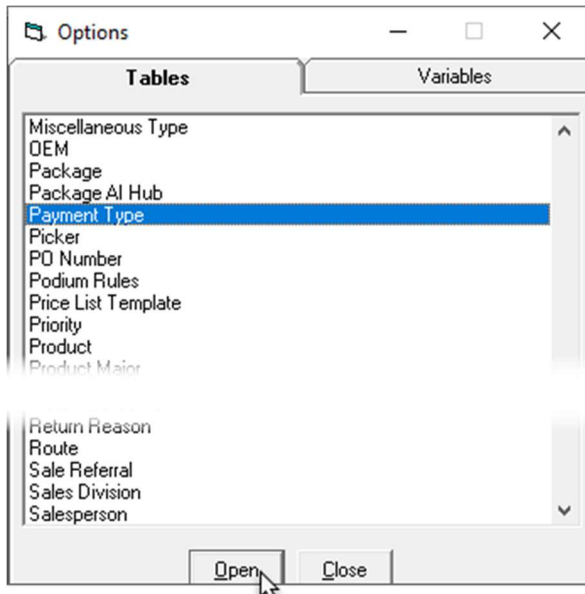 Options
Tables
Variables
Miscellaneous Type
OEM
Package
Package AI Hub
Payment Type
Picker
PO Number
Podium Rules
Price List Template
Priority
Product
Product Major
Return Reason
Route
Sale Referral
Sales Division
Salesperson
Open
Close